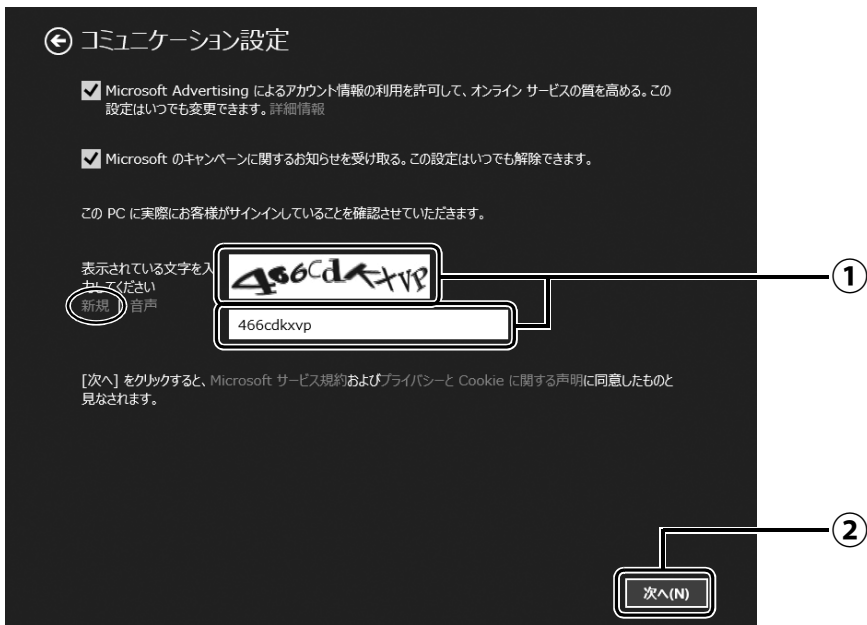 コミュニケーション設定
Microsoft Advertising によるアカウント情報の利用を許可して、オンライン サービスの質を高める。この
設定はいつでも変更できます。詳細情報
Microsoft のキャンペーンに関するお知らせを受け取る。この設定はいつでも解除できます。
この PC に実際にお客様がサインインしていることを確認させていただきます。
表示されている文字を入
力してください
466CdKxvp
①
新規 音声
466cdkxvp
[次へ] をクリックすると、Microsoft サービス規約およびプライバシーと Cookie に関する声明に同意したものと
見なされます。
②
次へ(N)